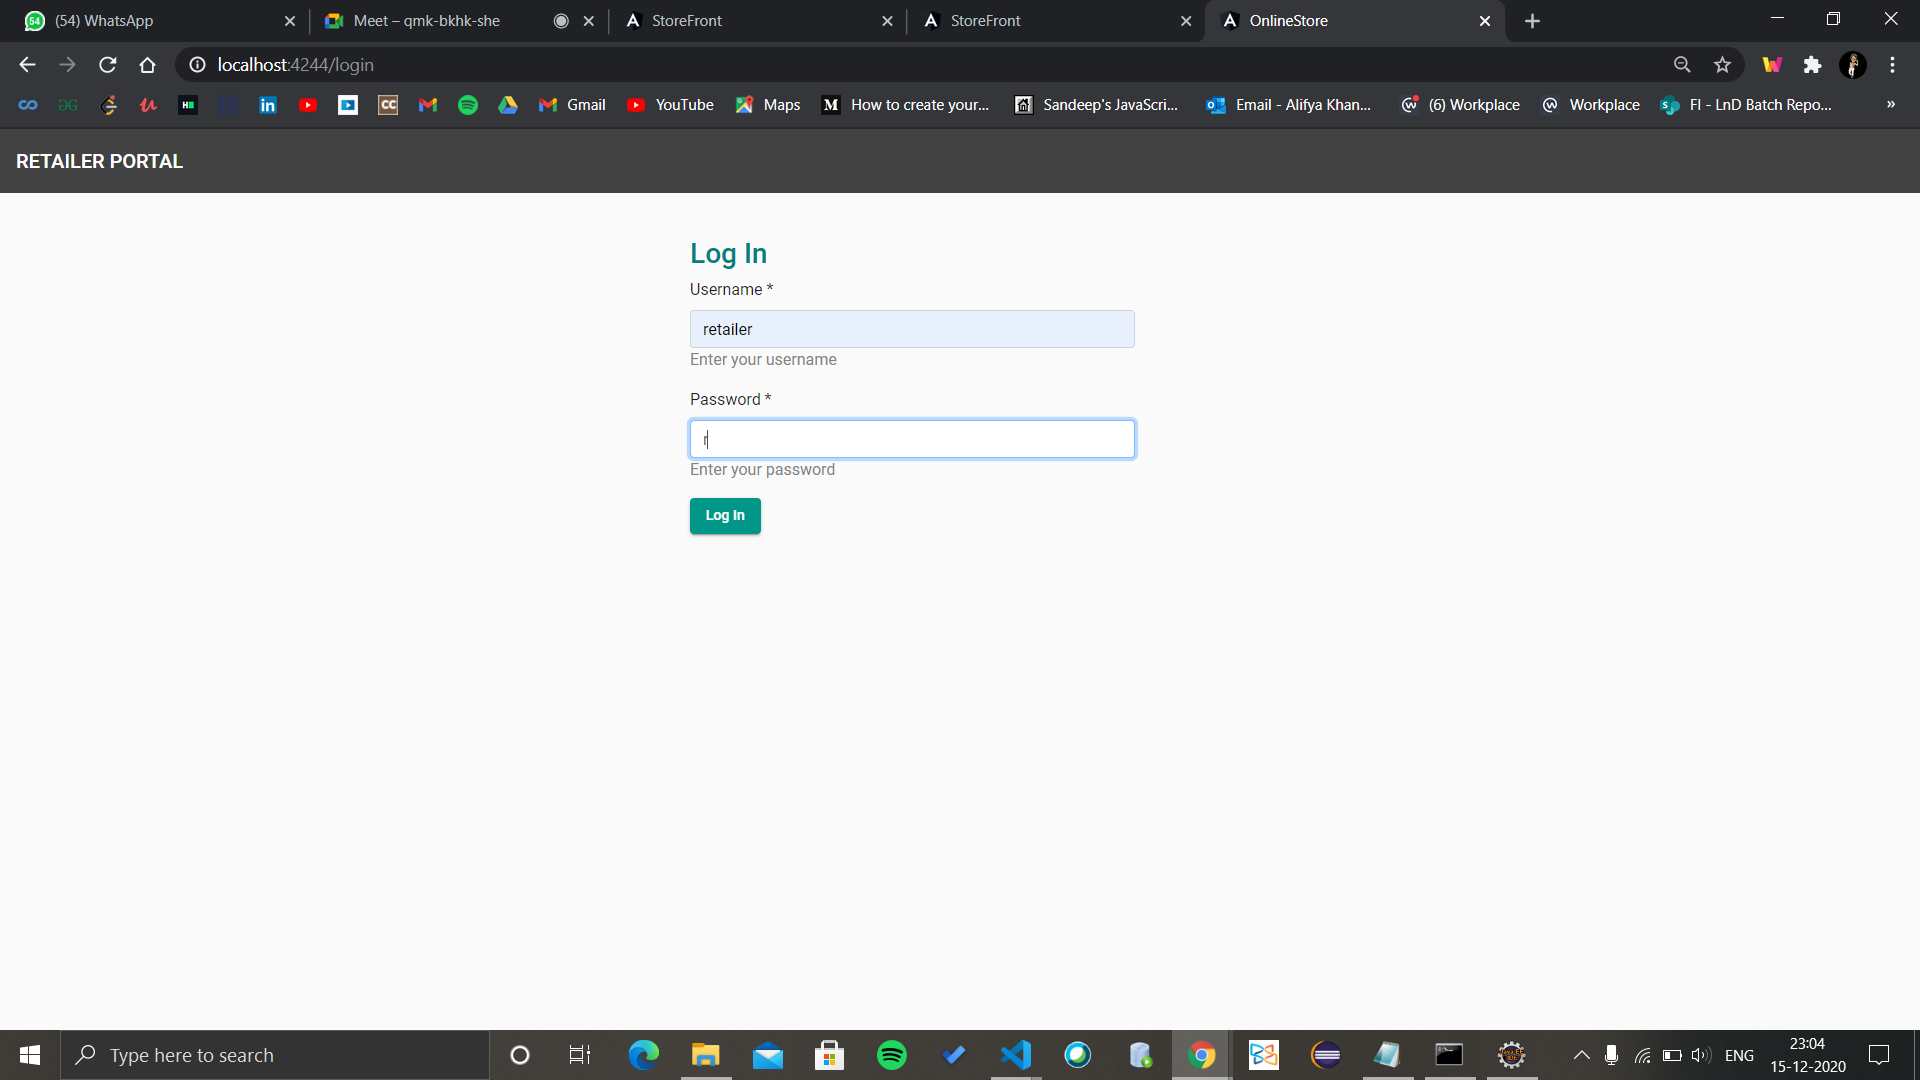 (54) WhatsApp
Meet – qmk-bkhk-she
StoreFront
StoreFront
OnlineStore
localhost:4244/login
Gmail
YouTube
Maps
How to create your...
Sandeep's JavaScri...
Email - Alifya Khan...
(6) Workplace
Workplace
FI - LnD Batch Repo...
»
RETAILER PORTAL
Log In
Username *
retailer
Enter your username
Password *
r
Enter your password
Log In
Type here to search
ENG
23:04
15-12-2020